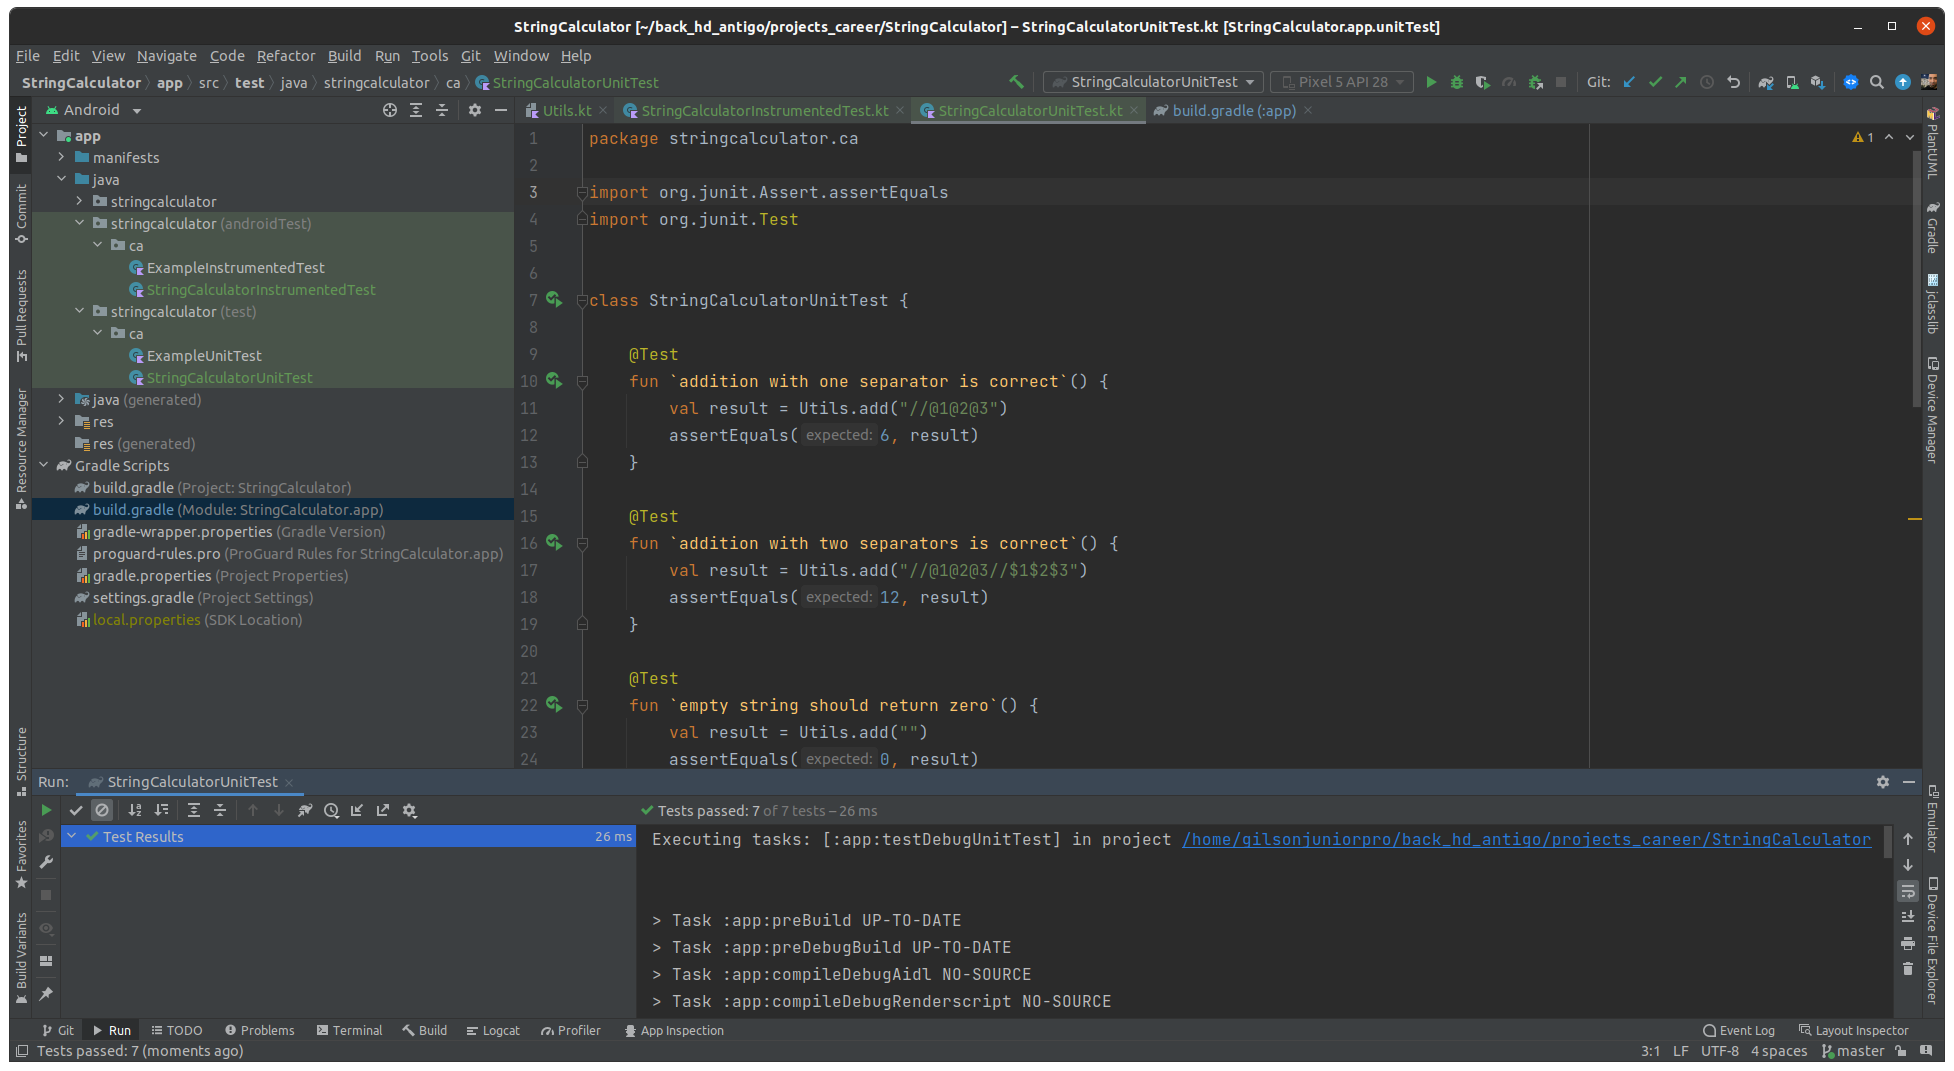 StringCalculator [~/back_hd_antigo/projects_career/StringCalculator] – StringCalculatorUnitTest.kt [StringCalculator.app.unitTest]
File Edit View Navigate Code Refactor Build Run Tools Git Window Help
StringCalculator app src test java stringcalculator ca StringCalculatorUnitTest
StringCalculatorUnitTest Pixel 5 API 28 Git:
Project
Commit
Pull Requests
Resource Manager
Structure
Favorites
Build Variants
Android
app
manifests
java
stringcalculator
stringcalculator (androidTest)
ca
ExampleInstrumentedTest
StringCalculatorInstrumentedTest
stringcalculator (test)
ca
ExampleUnitTest
StringCalculatorUnitTest
java (generated)
res
res (generated)
Gradle Scripts
build.gradle (Project: StringCalculator)
build.gradle (Module: StringCalculator.app)
gradle-wrapper.properties (Gradle Version)
proguard-rules.pro (ProGuard Rules for StringCalculator.app)
gradle.properties (Project Properties)
settings.gradle (Project Settings)
local.properties (SDK Location)
Utils.kt StringCalculatorInstrumentedTest.kt StringCalculatorUnitTest.kt build.gradle (:app)
1
1 package stringcalculator.ca
2
3 import org.junit.Assert.assertEquals
4 import org.junit.Test
5
6
7 class StringCalculatorUnitTest {
8
9 @Test
10 fun `addition with one separator is correct`() {
11 val result = Utils.add("//@1@2@3")
12 assertEquals( expected: 6, result)
13 }
14
15 @Test
16 fun `addition with two separators is correct`() {
17 val result = Utils.add("//@1@2@3//$1$2$3")
18 assertEquals( expected: 12, result)
19 }
20
21 @Test
22 fun `empty string should return zero`() {
23 val result = Utils.add("")
24 assertEquals( expected: 0, result)
PlantUML
Gradle
jclasslib
Device Manager
Emulator
Device File Explorer
Run: StringCalculatorUnitTest
Tests passed: 7 of 7 tests – 26 ms
Test Results 26 ms
Executing tasks: [:app:testDebugUnitTest] in project /home/gilsonjuniorpro/back_hd_antigo/projects_career/StringCalculator
> Task :app:preBuild UP-TO-DATE
> Task :app:preDebugBuild UP-TO-DATE
> Task :app:compileDebugAidl NO-SOURCE
> Task :app:compileDebugRenderscript NO-SOURCE
Git Run TODO Problems Terminal Build Logcat Profiler App Inspection Event Log Layout Inspector
Tests passed: 7 (moments ago) 3:1 LF UTF-8 4 spaces master